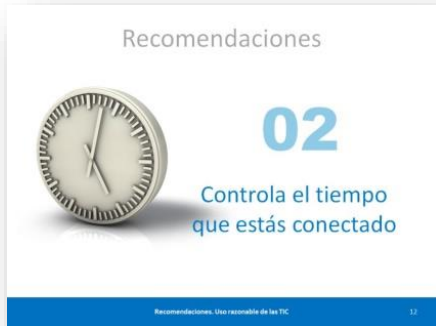 Recomendaciones
02
Controla el tiempo
que estás conectado
Recomendaciones. Uso razonable de las TIC
12